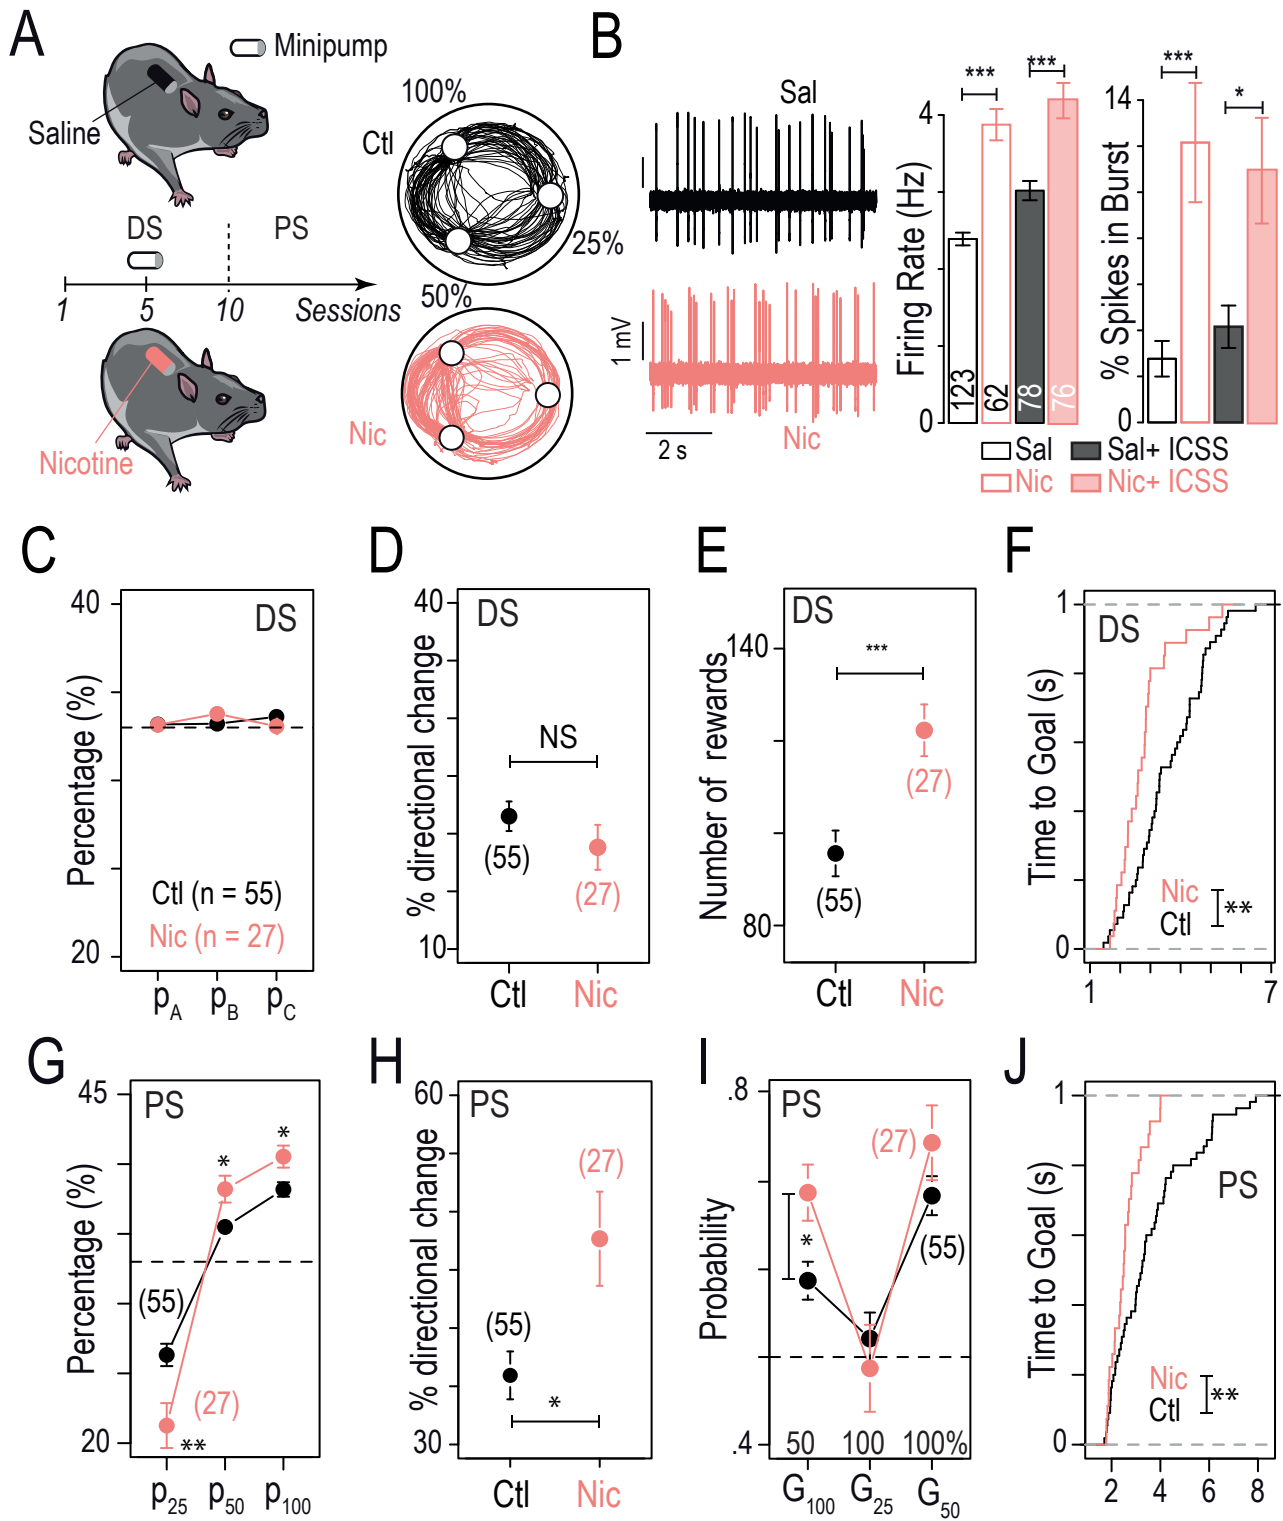 A
Minipump
Saline
100%
Ctl
25%
50%
DS
PS
1
5
10
Sessions
Nicotine
Nic
B
Sal
1 mV
Nic
2 s
Firing Rate (Hz)
4
0
***
***
123
62
78
76
% Spikes in Burst
14
0
***
*
Sal
Sal+ ICSS
Nic
Nic+ ICSS
C
Percentage (%)
40
20
DS
Ctl (n = 55)
Nic (n = 27)
pA
pB
pC
D
% directional change
40
10
DS
NS
(55)
(27)
Ctl
Nic
E
Number of rewards
140
80
DS
***
(55)
(27)
Ctl
Nic
F
Time to Goal (s)
1
0
DS
Nic
Ctl
**
1
7
G
Percentage (%)
45
20
PS
*
*
(55)
(27)
**
p25
p50
p100
H
% directional change
60
30
PS
(27)
(55)
*
Ctl
Nic
I
Probability
.8
.4
PS
(27)
*
(55)
50
100
100%
G100
G25
G50
J
Time to Goal (s)
1
0
PS
Nic
Ctl
**
2
4
6
8